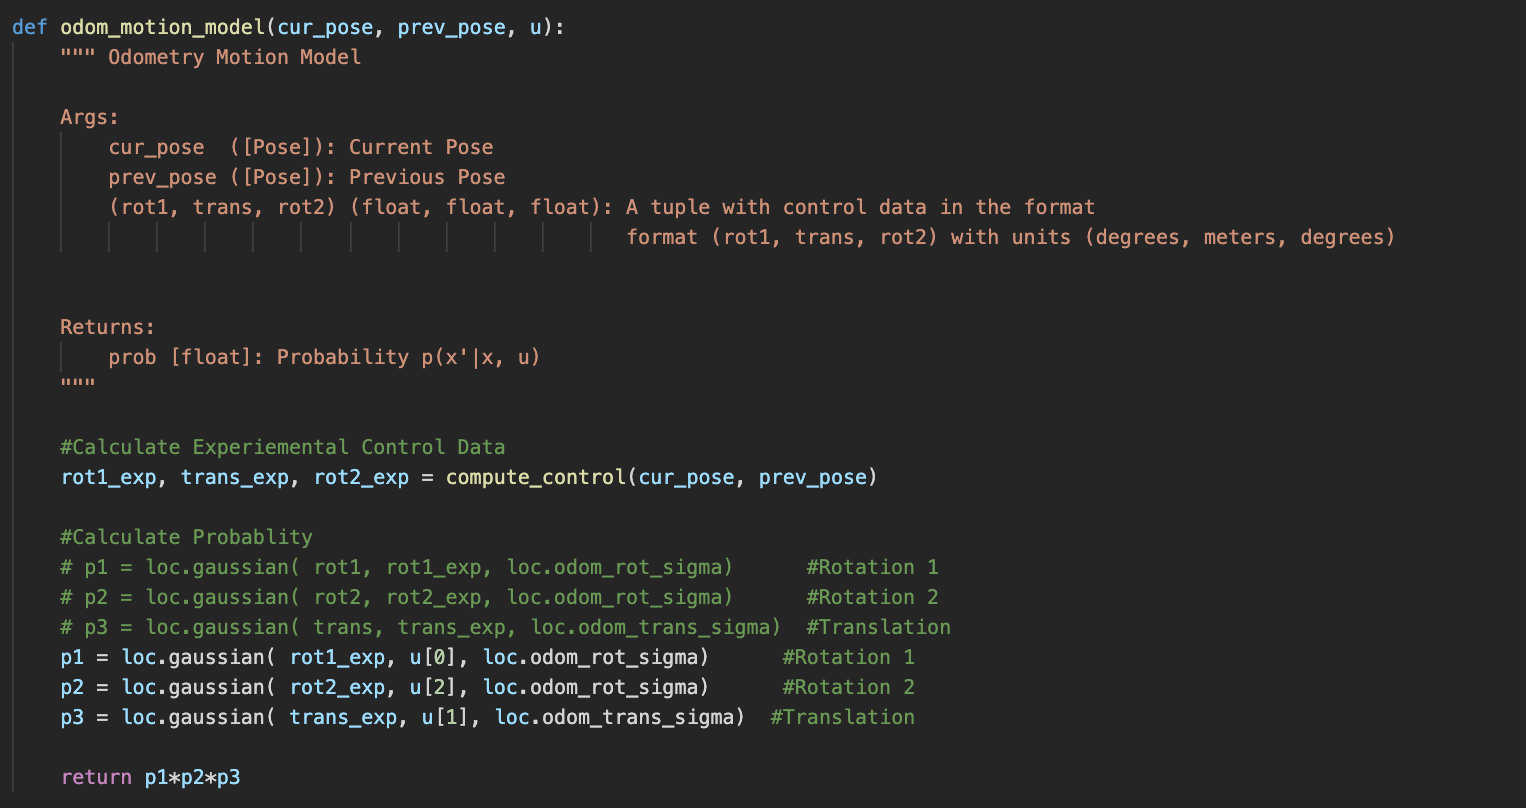 def odom_motion_model(cur_pose, prev_pose, u):
    """ Odometry Motion Model

    Args:
        cur_pose  ([Pose]): Current Pose
        prev_pose ([Pose]): Previous Pose
        (rot1, trans, rot2) (float, float, float): A tuple with control data in the format
                                                   format (rot1, trans, rot2) with units (degrees, meters, degrees)


    Returns:
        prob [float]: Probability p(x'|x, u)
    """

    #Calculate Experiemental Control Data
    rot1_exp, trans_exp, rot2_exp = compute_control(cur_pose, prev_pose)

    #Calculate Probablity
    # p1 = loc.gaussian( rot1, rot1_exp, loc.odom_rot_sigma)      #Rotation 1
    # p2 = loc.gaussian( rot2, rot2_exp, loc.odom_rot_sigma)      #Rotation 2
    # p3 = loc.gaussian( trans, trans_exp, loc.odom_trans_sigma)  #Translation
    p1 = loc.gaussian( rot1_exp, u[0], loc.odom_rot_sigma)      #Rotation 1
    p2 = loc.gaussian( rot2_exp, u[2], loc.odom_rot_sigma)      #Rotation 2
    p3 = loc.gaussian( trans_exp, u[1], loc.odom_trans_sigma)  #Translation

    return p1*p2*p3